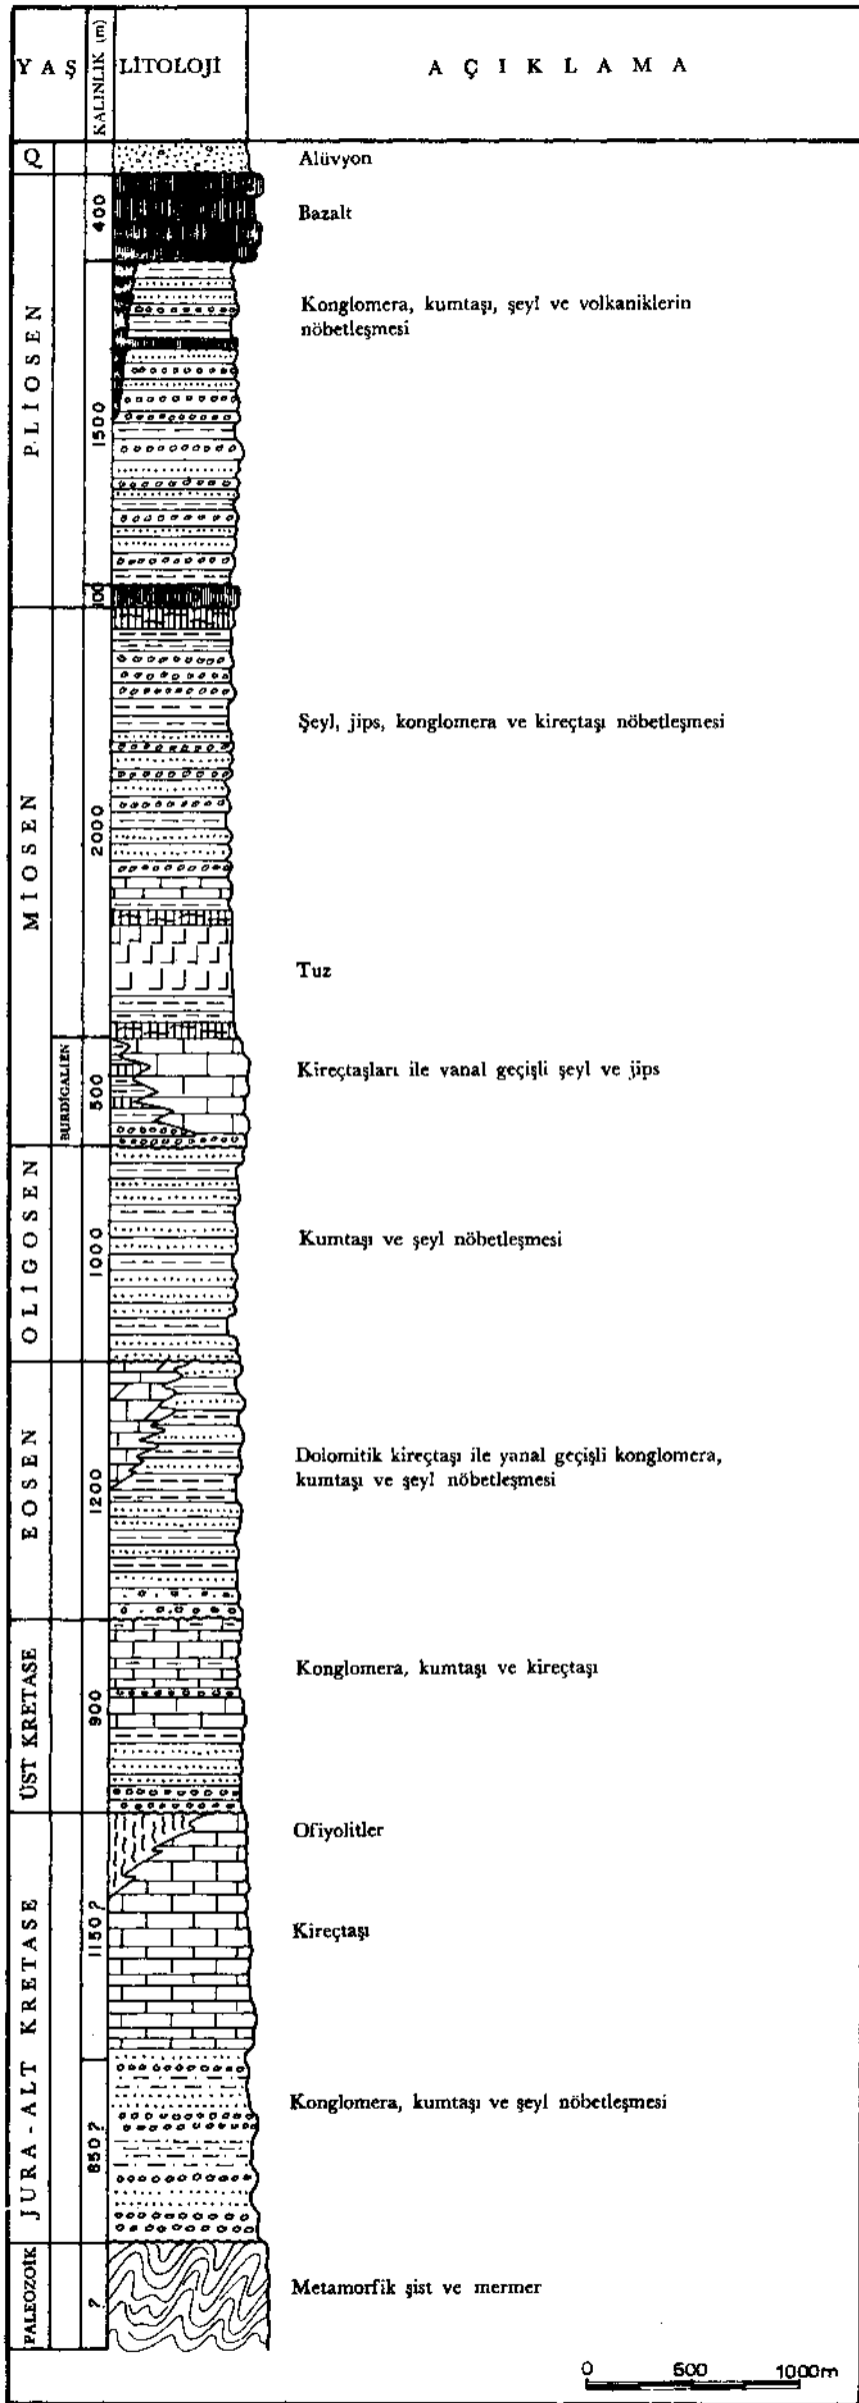 YAŞ
KALINLIK (m)
LİTOLOJİ
AÇIKLAMA
Q
Alüvyon
PLİOSEN
400
Bazalt
1500
Konglomera, kumtaşı, şeyl ve volkaniklerin
nöbetleşmesi
100
MİOSEN
2000
Şeyl, jips, konglomera ve kireçtaşı nöbetleşmesi
Tuz
BURDİGALİEN
500
Kireçtaşları ile yanal geçişli şeyl ve jips
OLİGOSEN
1000
Kumtaşı ve şeyl nöbetleşmesi
EOSEN
1200
Dolomitik kireçtaşı ile yanal geçişli konglomera,
kumtaşı ve şeyl nöbetleşmesi
ÜST KRETASE
900
Konglomera, kumtaşı ve kireçtaşı
JURA-ALT KRETASE
1150?
Ofiyolitler
Kireçtaşı
850?
Konglomera, kumtaşı ve şeyl nöbetleşmesi
PALEOZOİK
?
Metamorfik şist ve mermer
0 500 1000m